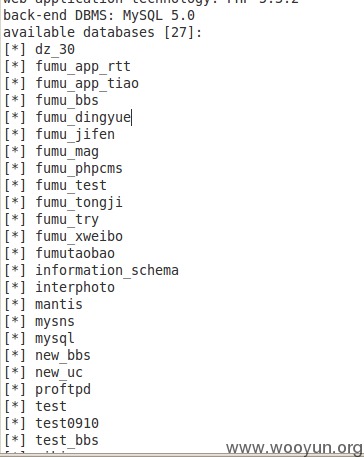 web application technology: PHP 5.3.2
back-end DBMS: MySQL 5.0
available databases [27]:
[*] dz_30
[*] fumu_app_rtt
[*] fumu_app_tiao
[*] fumu_bbs
[*] fumu_dingyue
[*] fumu_jifen
[*] fumu_mag
[*] fumu_phpcms
[*] fumu_test
[*] fumu_tongji
[*] fumu_try
[*] fumu_xweibo
[*] fumutaobao
[*] information_schema
[*] interphoto
[*] mantis
[*] mysns
[*] mysql
[*] new_bbs
[*] new_uc
[*] proftpd
[*] test
[*] test0910
[*] test_bbs
www.wooyun.org